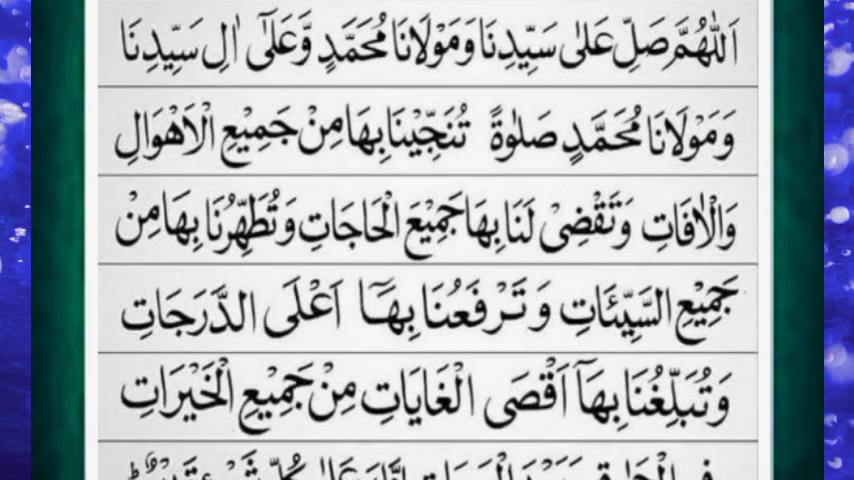 اَللّٰهُمَّ صَلِّ عَلٰى سَيِّدِنَا وَمَوْلَانَا مُحَمَّدٍ وَّعَلٰٓى اٰلِ سَيِّدِنَا
وَمَوْلَانَا مُحَمَّدٍ صَلٰوةً تُنَجِّيْنَا بِهَا مِنْ جَمِيْعِ الْاَهْوَالِ
وَالْاٰفَاتِ وَتَقْضِىْ لَنَا بِهَا جَمِيْعَ الْحَاجَاتِ وَتُطَهِّرُنَا بِهَا مِنْ
جَمِيْعِ السَّيِّئَاتِ وَتَرْفَعُنَا بِهَآ اَعْلَى الدَّرَجَاتِ
وَتُبَلِّغُنَا بِهَآ اَقْصَى الْغَايَاتِ مِنْ جَمِيْعِ الْخَيْرَاتِ